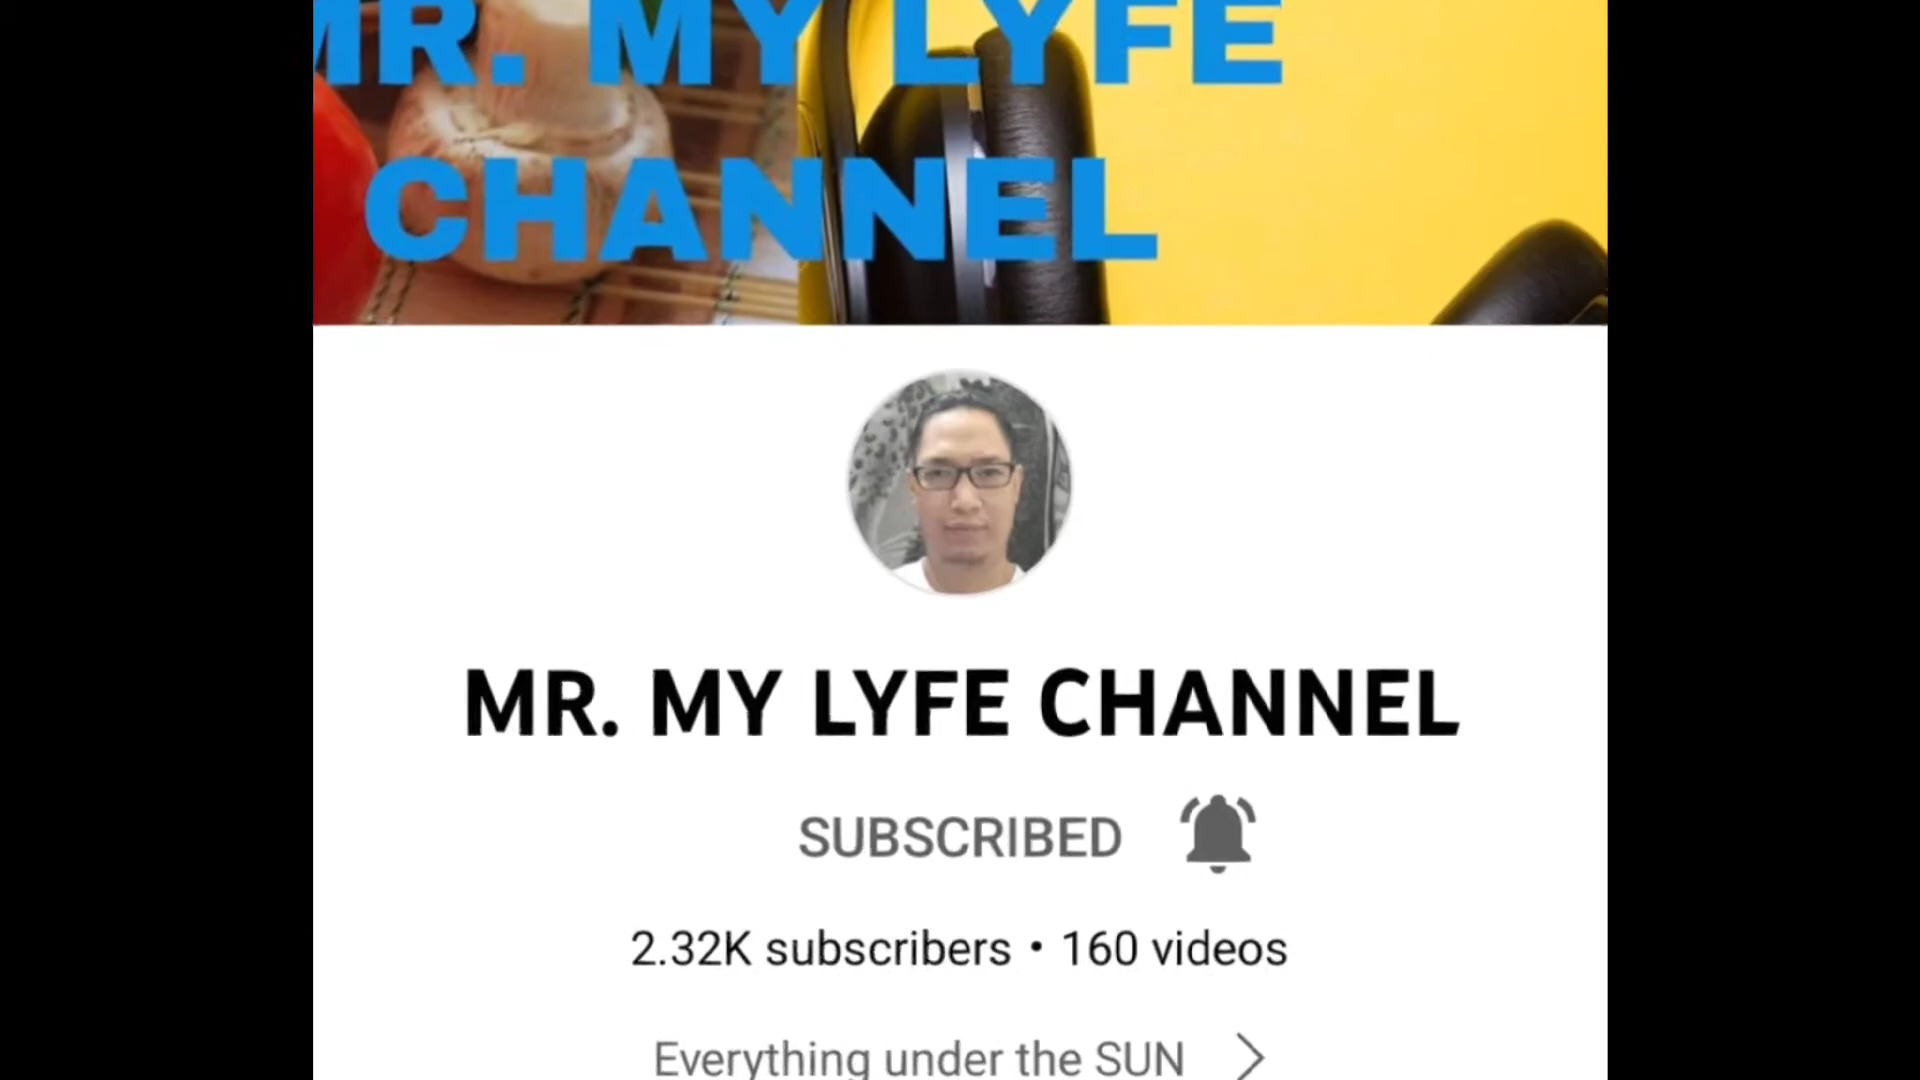 MR. MY LYFE
CHANNEL
MR. MY LYFE CHANNEL
SUBSCRIBED
2.32K subscribers • 160 videos
Everything under the SUN